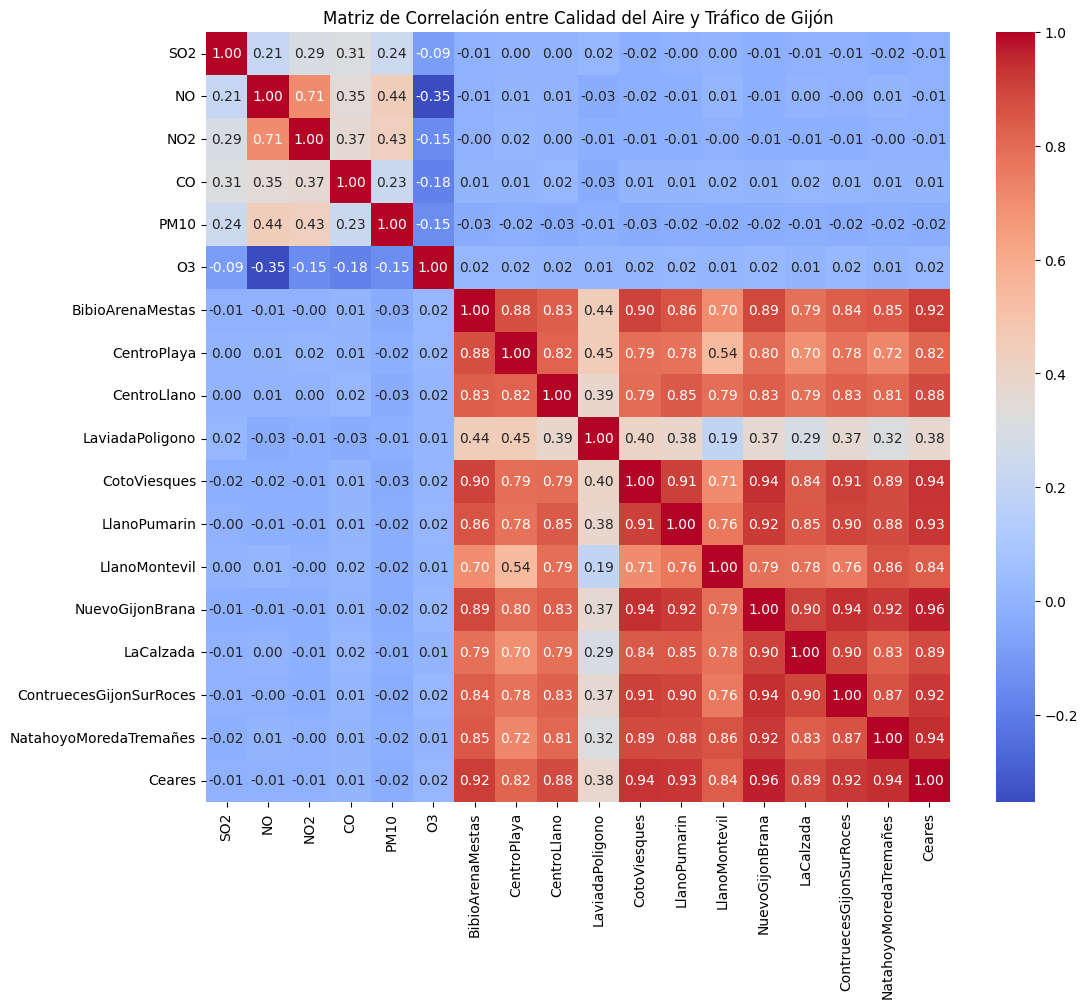 Matriz de Correlación entre Calidad del Aire y Tráfico de Gijón
SO2 1.00 0.21 0.29 0.31 0.24 -0.09 -0.01 0.00 0.00 0.02 -0.02 -0.00 0.00 -0.01 -0.01 -0.01 -0.02 -0.01
NO 0.21 1.00 0.71 0.35 0.44 -0.35 -0.01 0.01 0.01 -0.03 -0.02 -0.01 0.01 -0.01 0.00 -0.00 0.01 -0.01
NO2 0.29 0.71 1.00 0.37 0.43 -0.15 -0.00 0.02 0.00 -0.01 -0.01 -0.01 -0.00 -0.01 -0.01 -0.01 -0.00 -0.01
CO 0.31 0.35 0.37 1.00 0.23 -0.18 0.01 0.01 0.02 -0.03 0.01 0.01 0.02 0.01 0.02 0.01 0.01 0.01
PM10 0.24 0.44 0.43 0.23 1.00 -0.15 -0.03 -0.02 -0.03 -0.01 -0.03 -0.02 -0.02 -0.02 -0.01 -0.02 -0.02 -0.02
O3 -0.09 -0.35 -0.15 -0.18 -0.15 1.00 0.02 0.02 0.02 0.01 0.02 0.02 0.01 0.02 0.01 0.02 0.01 0.02
BibioArenaMestas -0.01 -0.01 -0.00 0.01 -0.03 0.02 1.00 0.88 0.83 0.44 0.90 0.86 0.70 0.89 0.79 0.84 0.85 0.92
CentroPlaya 0.00 0.01 0.02 0.01 -0.02 0.02 0.88 1.00 0.82 0.45 0.79 0.78 0.54 0.80 0.70 0.78 0.72 0.82
CentroLlano 0.00 0.01 0.00 0.02 -0.03 0.02 0.83 0.82 1.00 0.39 0.79 0.85 0.79 0.83 0.79 0.83 0.81 0.88
LaviadaPoligono 0.02 -0.03 -0.01 -0.03 -0.01 0.01 0.44 0.45 0.39 1.00 0.40 0.38 0.19 0.37 0.29 0.37 0.32 0.38
CotoViesques -0.02 -0.02 -0.01 0.01 -0.03 0.02 0.90 0.79 0.79 0.40 1.00 0.91 0.71 0.94 0.84 0.91 0.89 0.94
LlanoPumarin -0.00 -0.01 -0.01 0.01 -0.02 0.02 0.86 0.78 0.85 0.38 0.91 1.00 0.76 0.92 0.85 0.90 0.88 0.93
LlanoMontevil 0.00 0.01 -0.00 0.02 -0.02 0.01 0.70 0.54 0.79 0.19 0.71 0.76 1.00 0.79 0.78 0.76 0.86 0.84
NuevoGijonBrana -0.01 -0.01 -0.01 0.01 -0.02 0.02 0.89 0.80 0.83 0.37 0.94 0.92 0.79 1.00 0.90 0.94 0.92 0.96
LaCalzada -0.01 0.00 -0.01 0.02 -0.01 0.01 0.79 0.70 0.79 0.29 0.84 0.85 0.78 0.90 1.00 0.90 0.83 0.89
ContruecesGijonSurRoces -0.01 -0.00 -0.01 0.01 -0.02 0.02 0.84 0.78 0.83 0.37 0.91 0.90 0.76 0.94 0.90 1.00 0.87 0.92
NatahoyoMoredaTremañes -0.02 0.01 -0.00 0.01 -0.02 0.01 0.85 0.72 0.81 0.32 0.89 0.88 0.86 0.92 0.83 0.87 1.00 0.94
Ceares -0.01 -0.01 -0.01 0.01 -0.02 0.02 0.92 0.82 0.88 0.38 0.94 0.93 0.84 0.96 0.89 0.92 0.94 1.00
SO2
NO
NO2
CO
PM10
O3
BibioArenaMestas
CentroPlaya
CentroLlano
LaviadaPoligono
CotoViesques
LlanoPumarin
LlanoMontevil
NuevoGijonBrana
LaCalzada
ContruecesGijonSurRoces
NatahoyoMoredaTremañes
Ceares
1.0
0.8
0.6
0.4
0.2
0.0
−0.2